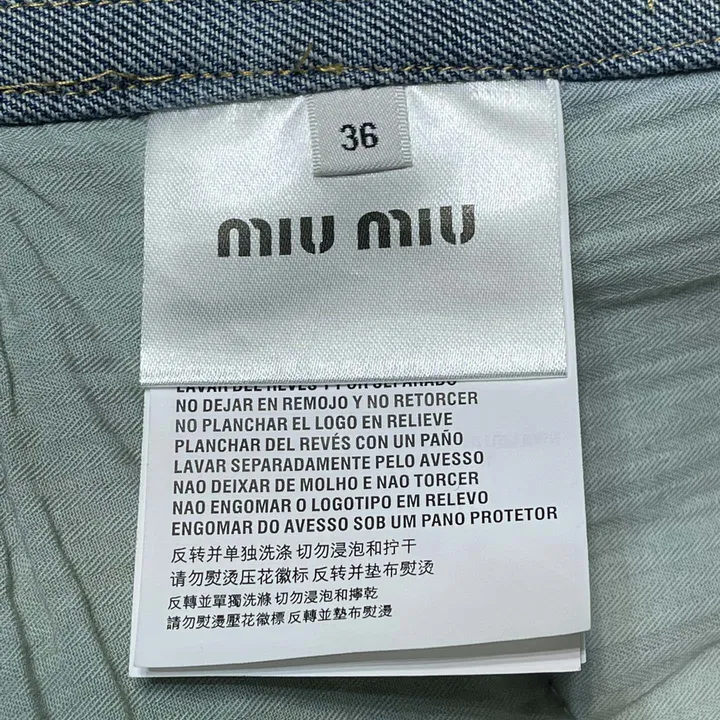 36
miu miu
LAVAR DEL REVÉS Y POR SEPARADO
NO DEJAR EN REMOJO Y NO RETORCER
NO PLANCHAR EL LOGO EN RELIEVE
PLANCHAR DEL REVÉS CON UN PAÑO
LAVAR SEPARADAMENTE PELO AVESSO
NAO DEIXAR DE MOLHO E NAO TORCER
NAO ENGOMAR O LOGOTIPO EM RELEVO
ENGOMAR DO AVESSO SOB UM PANO PROTETOR
反转并单独洗涤 切勿浸泡和拧干
请勿熨烫压花徽标 反转并垫布熨烫
反轉並單獨洗滌 切勿浸泡和擰乾
請勿熨燙壓花徽標 反轉並墊布熨燙